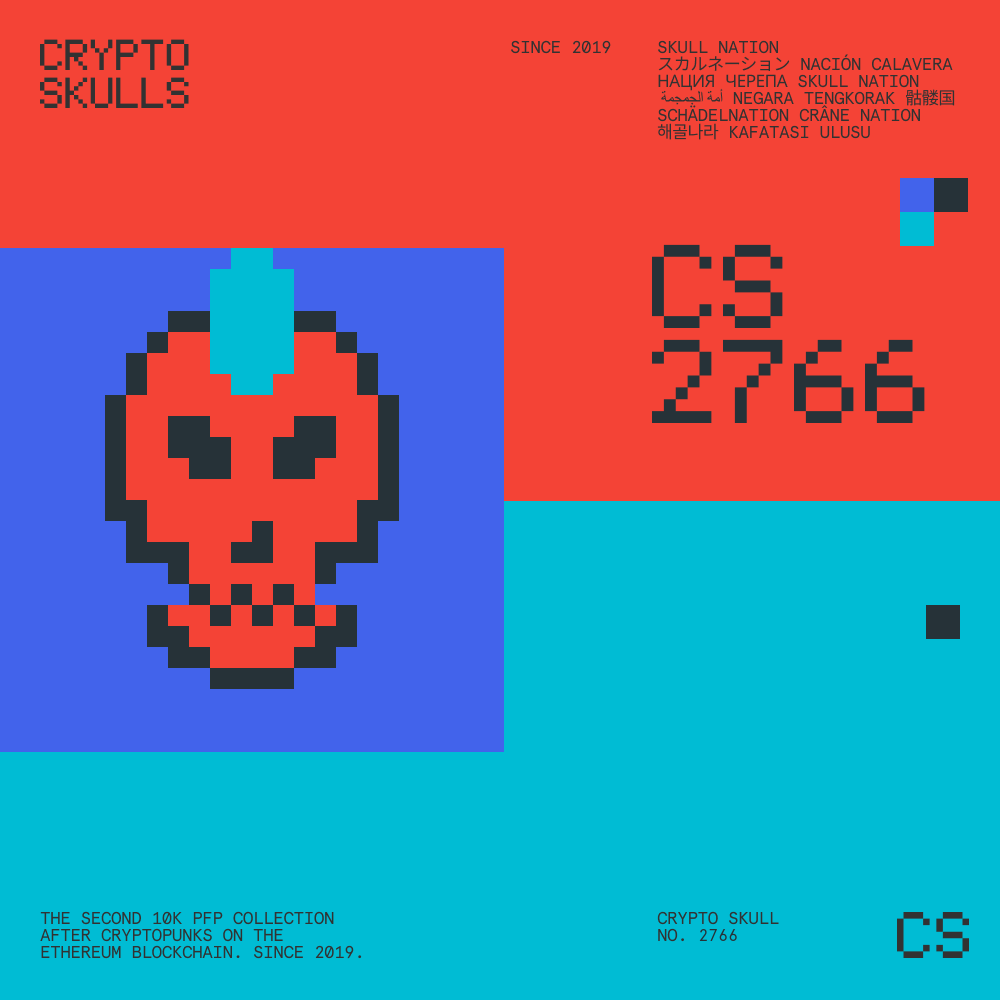 CRYPTO
SKULLS
SINCE 2019
SKULL NATION
スカルネーション NACIÓN CALAVERA
НАЦИЯ ЧЕРЕПА SKULL NATION
أمة الجمجمة NEGARA TENGKORAK 骷髅国
SCHÄDELNATION CRÂNE NATION
해골나라 KAFATASI ULUSU
CS
2766
THE SECOND 10K PFP COLLECTION
AFTER CRYPTOPUNKS ON THE
ETHEREUM BLOCKCHAIN. SINCE 2019.
CRYPTO SKULL
NO. 2766
CS